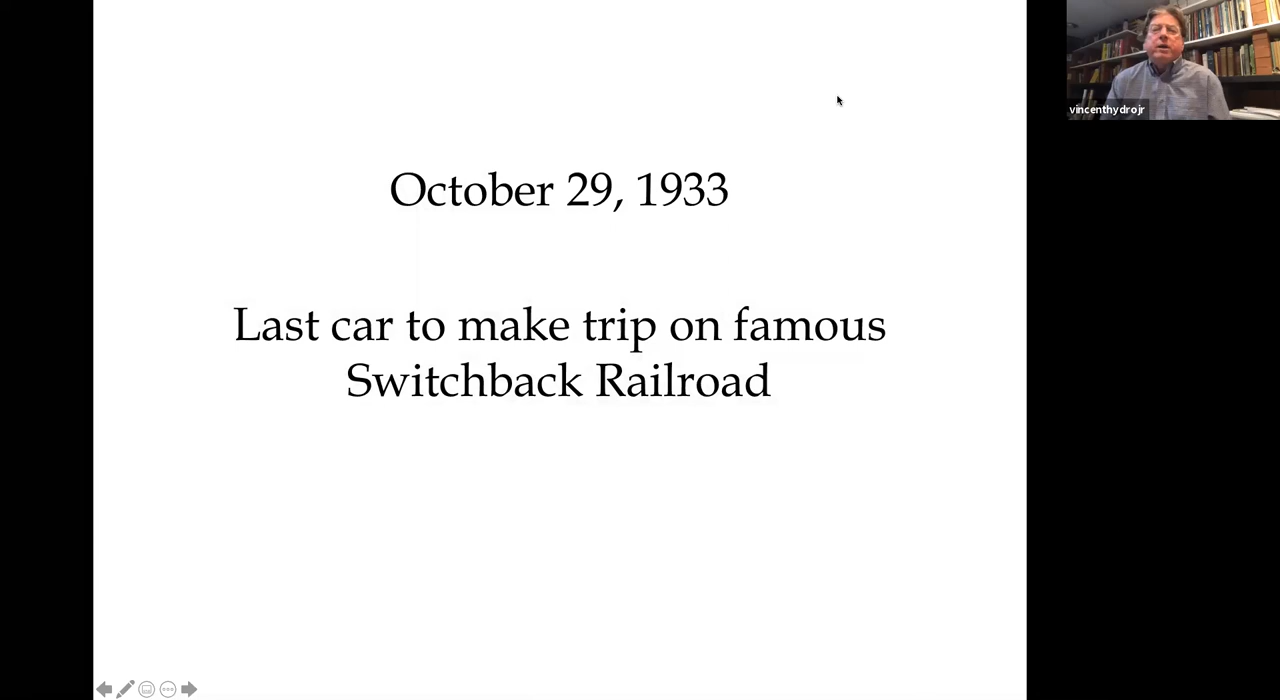 October 29, 1933
Last car to make trip on famous
Switchback Railroad
vincenthydrojr